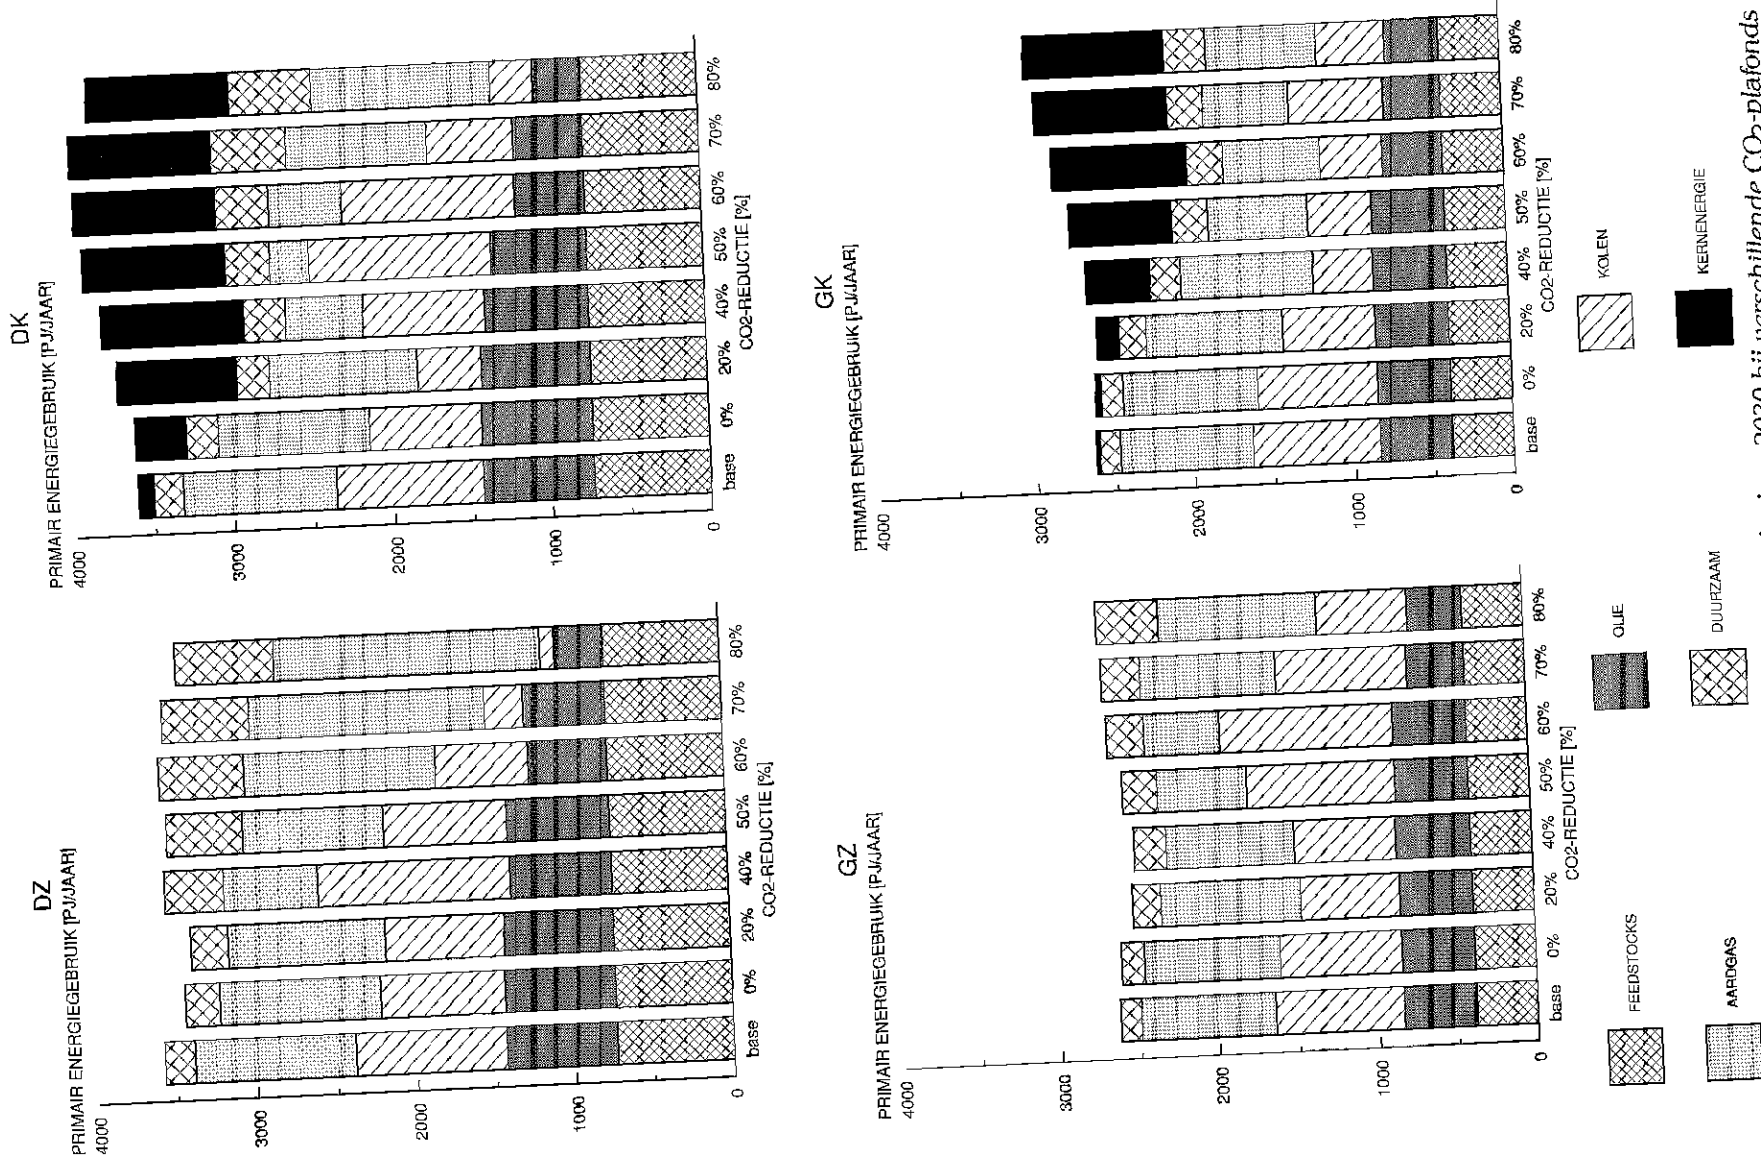 DZ
PRIMAIR ENERGIEGEBRUIK [PJ/JAAR]
4000
3000
2000
1000
0
base
0%
20%
40%
50%
60%
70%
80%
CO2-REDUCTIE [%]
DK
PRIMAIR ENERGIEGEBRUIK [PJ/JAAR]
4000
3000
2000
1000
0
base
0%
20%
40%
50%
60%
70%
80%
CO2-REDUCTIE [%]
GZ
PRIMAIR ENERGIEGEBRUIK [PJ/JAAR]
4000
3000
2000
1000
0
base
0%
20%
40%
50%
60%
70%
80%
CO2-REDUCTIE [%]
GK
PRIMAIR ENERGIEGEBRUIK [PJ/JAAR]
4000
3000
2000
1000
0
base
0%
20%
40%
50%
60%
70%
80%
CO2-REDUCTIE [%]
FEEDSTOCKS
OLIE
KOLEN
AARDGAS
DUURZAAM
KERNENERGIE
2020 bij verschillende CO₂-plafonds